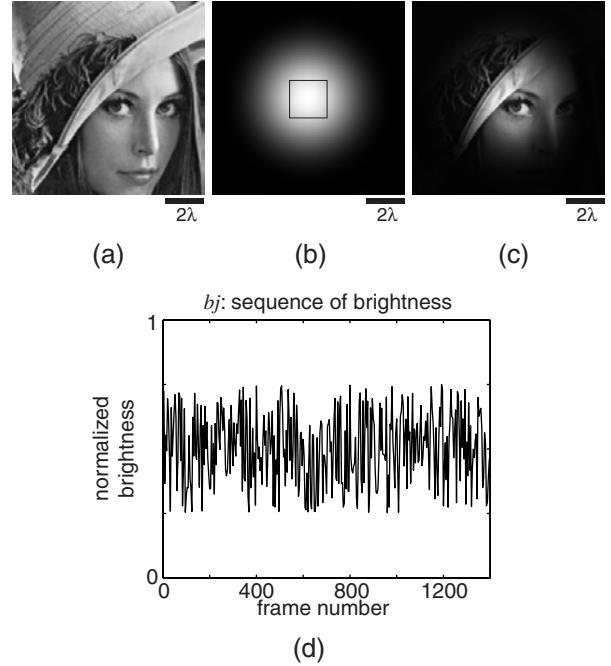 2λ 2λ 2λ
(a) (b) (c)
bj: sequence of brightness
1
normalized
brightness
0
0 400 800 1200
frame number
(d)